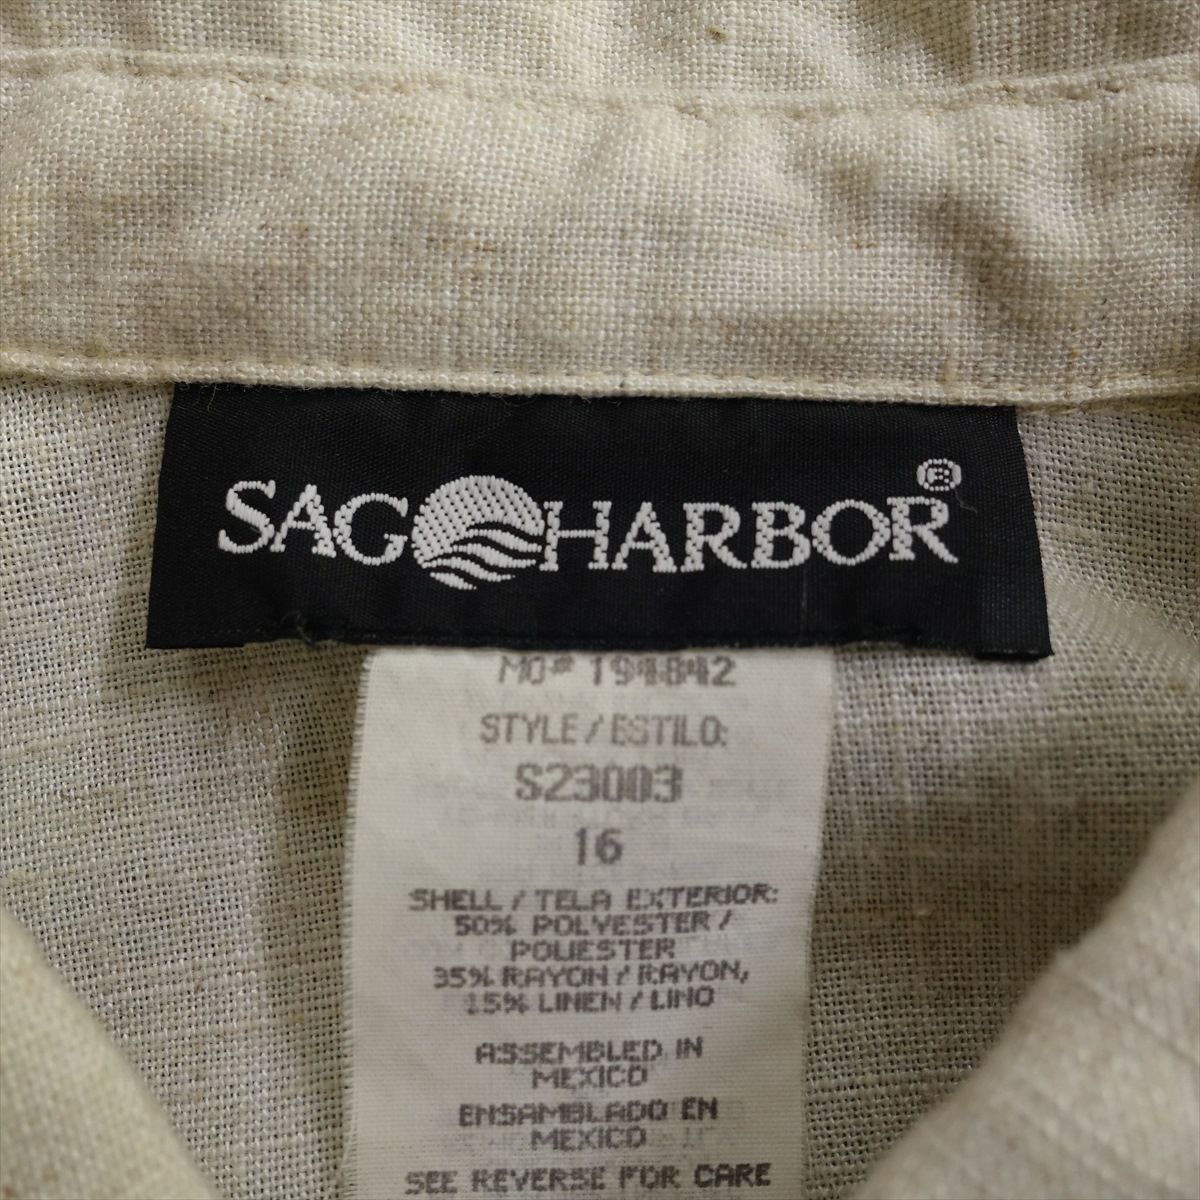 SAG HARBOR®
MO# 194842
STYLE / ESTILO:
S23003
16
SHELL / TELA EXTERIOR:
50% POLYESTER /
POLIESTER
35% RAYON / RAYON,
15% LINEN / LINO
ASSEMBLED IN
MEXICO
ENSAMBLADO EN
MEXICO
SEE REVERSE FOR CARE